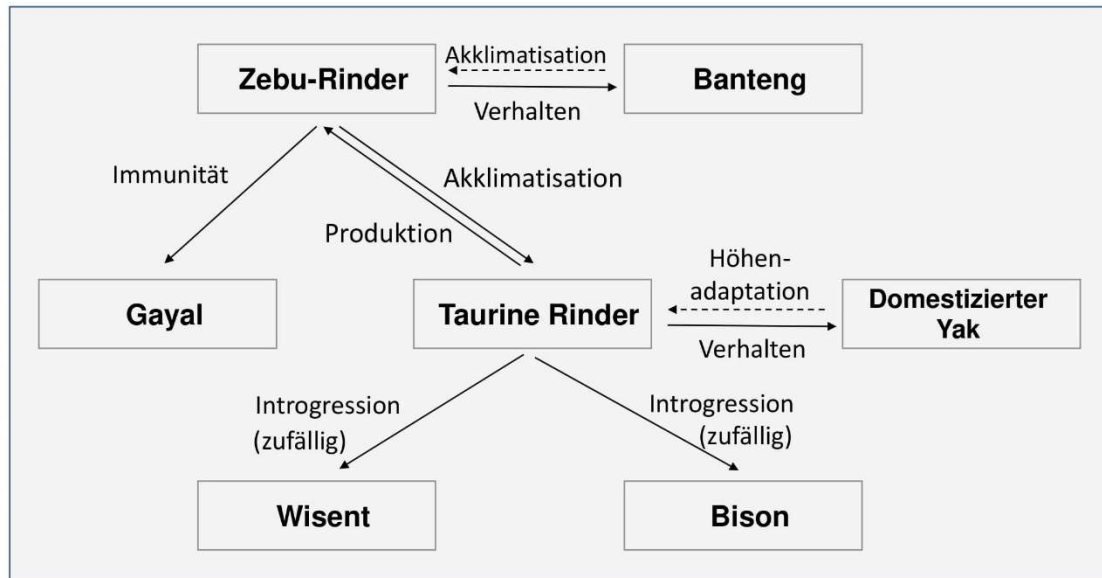 Akklimatisation
Zebu-Rinder
Banteng
Verhalten
Immunität
Akklimatisation
Produktion
Höhen-
adaptation
Gayal
Taurine Rinder
Domestizierter
Yak
Verhalten
Introgression
(zufällig)
Introgression
(zufällig)
Wisent
Bison